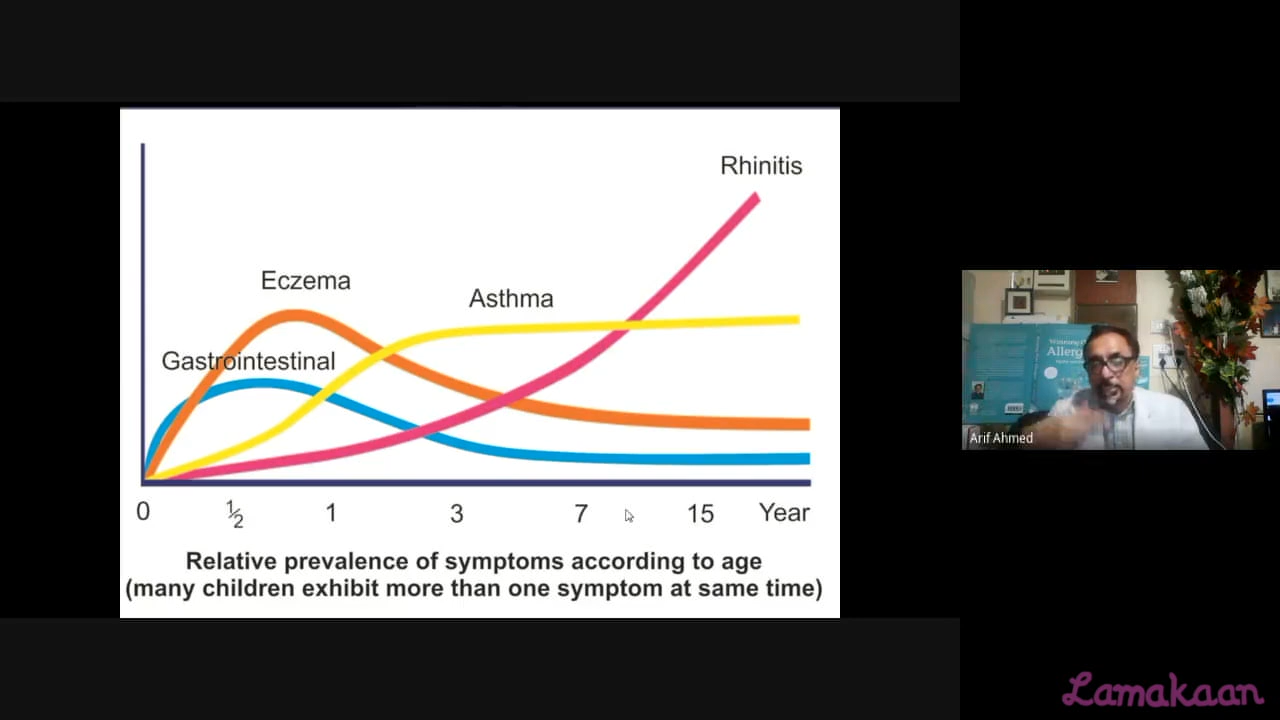 Rhinitis
Eczema
Asthma
Gastrointestinal
0 ½ 1 3 7 15 Year
Relative prevalence of symptoms according to age
(many children exhibit more than one symptom at same time)
Allerg
Arif Ahmed
Lamakaan